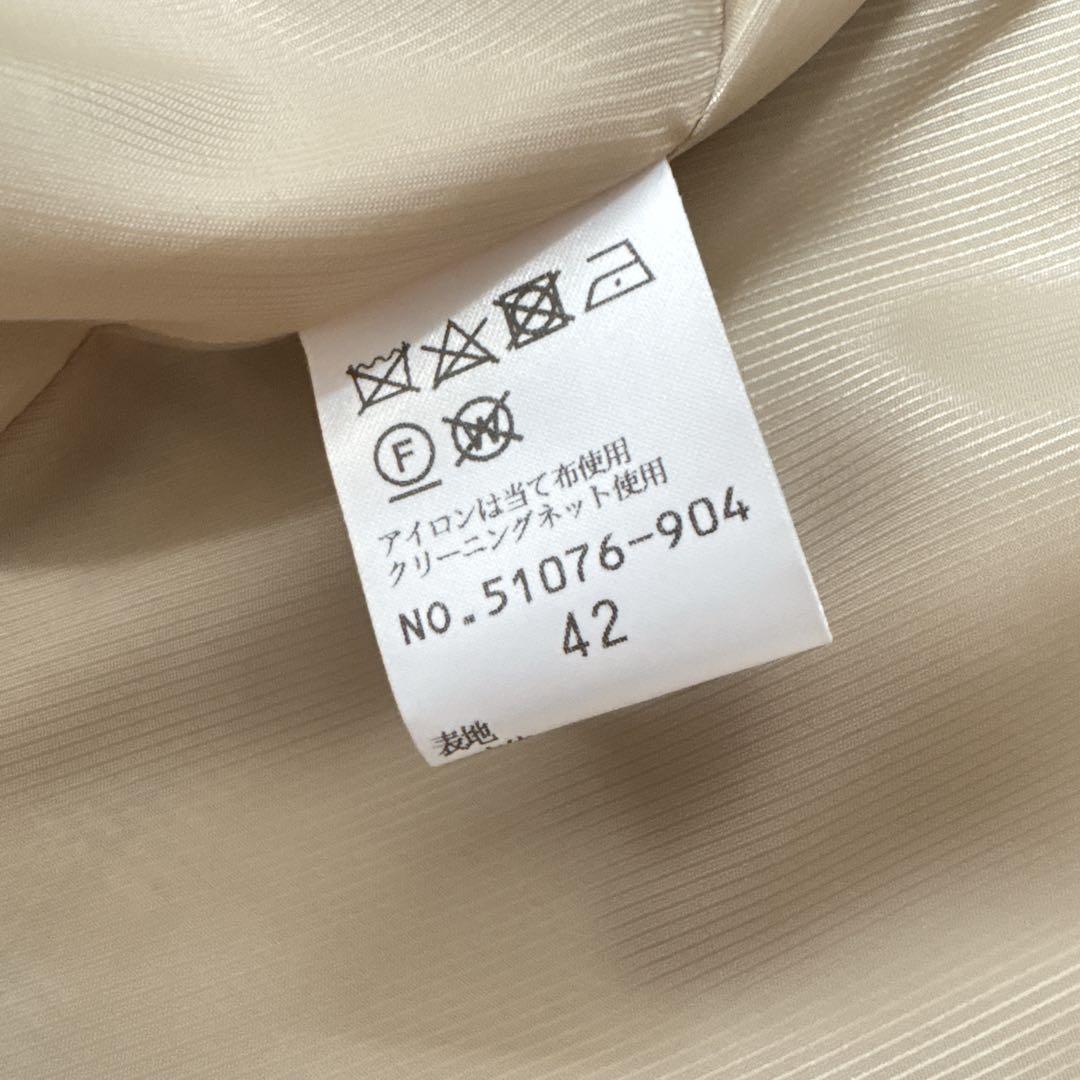 F W
アイロンは当て布使用
クリーニングネット使用
NO.51076-904
42
表地